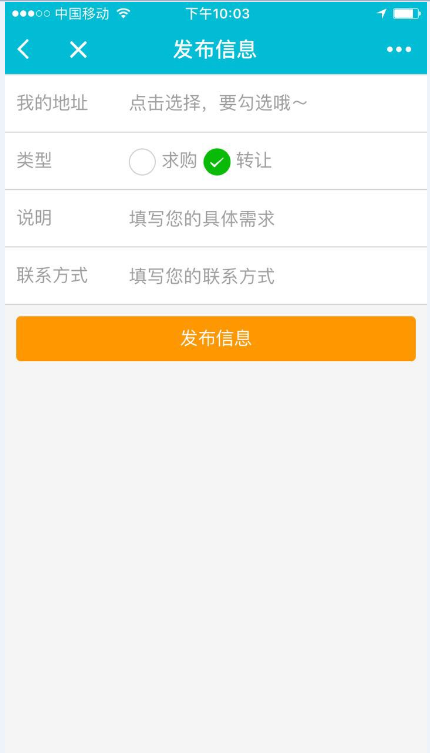 中国移动 下午10:03
发布信息
我的地址 点击选择，要勾选哦～
类型 求购 转让
说明 填写您的具体需求
联系方式 填写您的联系方式
发布信息